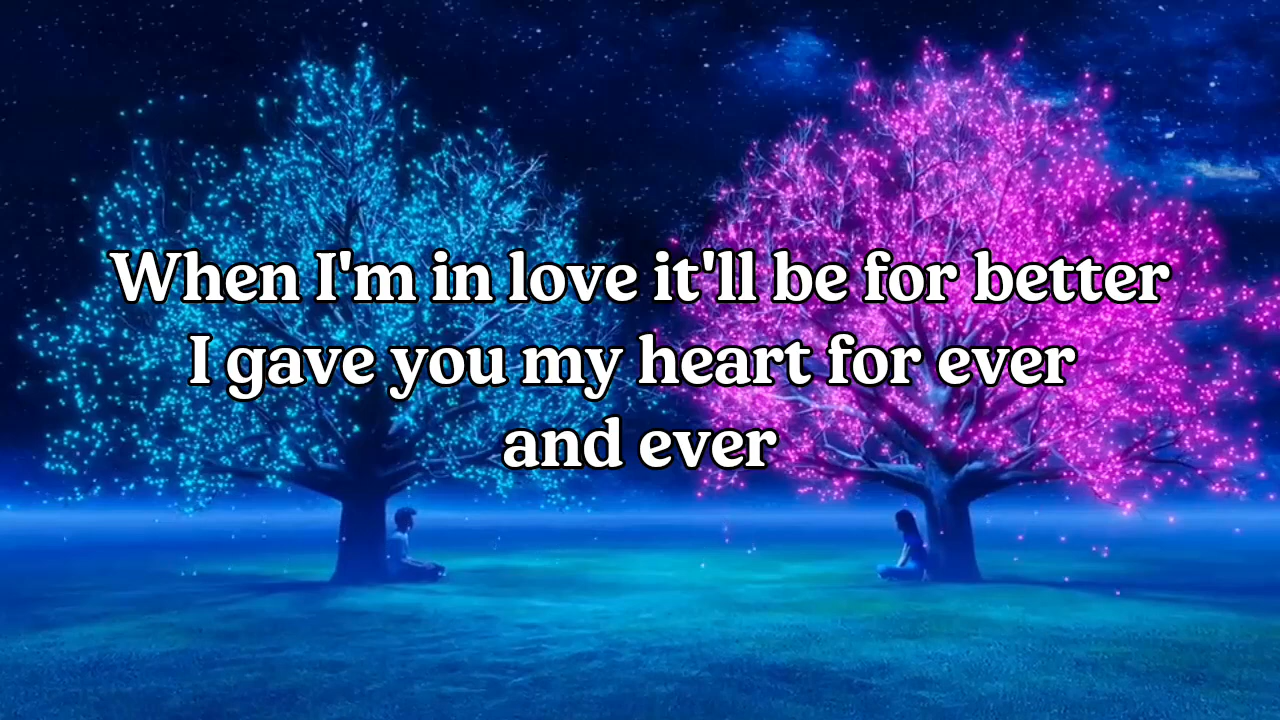 When I'm in love it'll be for better
I gave you my heart for ever
and ever